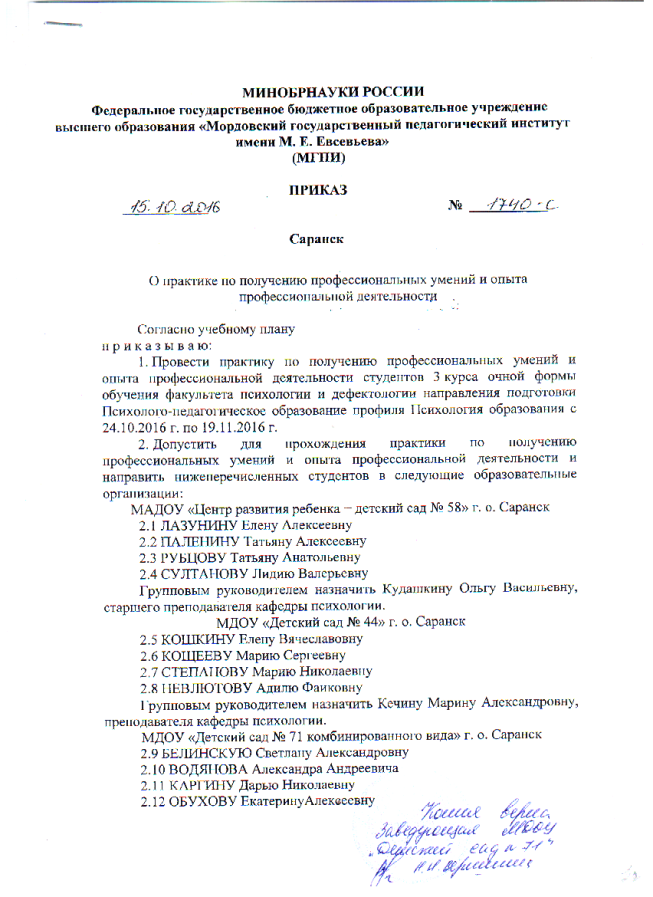 МИНОБРНАУКИ РОССИИ
Федеральное государственное бюджетное образовательное учреждение
высшего образования «Мордовский государственный педагогический институт
имени М. Е. Евсевьева»
(МГПИ)
ПРИКАЗ
15.10.2016 № 1740-с
Саранск
О практике по получению профессиональных умений и опыта
профессиональной деятельности
Согласно учебному плану
п р и к а з ы в а ю:
1. Провести практику по получению профессиональных умений и
опыта профессиональной деятельности студентов 3 курса очной формы
обучения факультета психологии и дефектологии направления подготовки
Психолого-педагогическое образование профиля Психология образования с
24.10.2016 г. по 19.11.2016 г.
2. Допустить для прохождения практики по получению
профессиональных умений и опыта профессиональной деятельности и
направить нижеперечисленных студентов в следующие образовательные
организации:
МАДОУ «Центр развития ребенка – детский сад № 58» г. о. Саранск
2.1 ЛАЗУНИНУ Елену Алексеевну
2.2 ПАЛЕНИНУ Татьяну Алексеевну
2.3 РУБЦОВУ Татьяну Анатольевну
2.4 СУЛТАНОВУ Лидию Валерьевну
Групповым руководителем назначить Кудашкину Ольгу Васильевну,
старшего преподавателя кафедры психологии.
МДОУ «Детский сад № 44» г. о. Саранск
2.5 КОШКИНУ Елену Вячеславовну
2.6 КОЩЕЕВУ Марию Сергеевну
2.7 СТЕПАНОВУ Марию Николаевну
2.8 НЕВЛЮТОВУ Адилю Фаиковну
Групповым руководителем назначить Кечину Марину Александровну,
преподавателя кафедры психологии.
МДОУ «Детский сад № 71 комбинированного вида» г. о. Саранск
2.9 БЕЛИНСКУЮ Светлану Александровну
2.10 ВОДЯНОВА Александра Андреевича
2.11 КАРГИНУ Дарью Николаевну
2.12 ОБУХОВУ ЕкатеринуАлексеевну
Копия верна
Заведующая МДОУ
„Детский сад № 71"